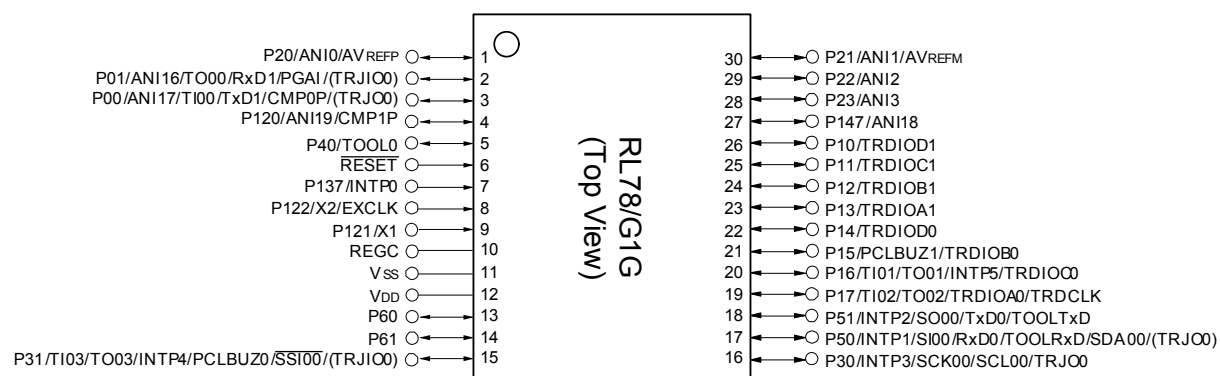 P20/ANI0/AVREFP 1
P01/ANI16/TO00/RxD1/PGAI/(TRJIO0) 2
P00/ANI17/TI00/TxD1/CMP0P/(TRJO0) 3
P120/ANI19/CMP1P 4
P40/TOOL0 5
RESET 6
P137/INTP0 7
P122/X2/EXCLK 8
P121/X1 9
REGC 10
VSS 11
VDD 12
P60 13
P61 14
P31/TI03/TO03/INTP4/PCLBUZ0/SSI00/(TRJIO0) 15
RL78/G1G
(Top View)
30 P21/ANI1/AVREFM
29 P22/ANI2
28 P23/ANI3
27 P147/ANI18
26 P10/TRDIOD1
25 P11/TRDIOC1
24 P12/TRDIOB1
23 P13/TRDIOA1
22 P14/TRDIOD0
21 P15/PCLBUZ1/TRDIOB0
20 P16/TI01/TO01/INTP5/TRDIOC0
19 P17/TI02/TO02/TRDIOA0/TRDCLK
18 P51/INTP2/SO00/TxD0/TOOLTxD
17 P50/INTP1/SI00/RxD0/TOOLRxD/SDA00/(TRJO0)
16 P30/INTP3/SCK00/SCL00/TRJO0